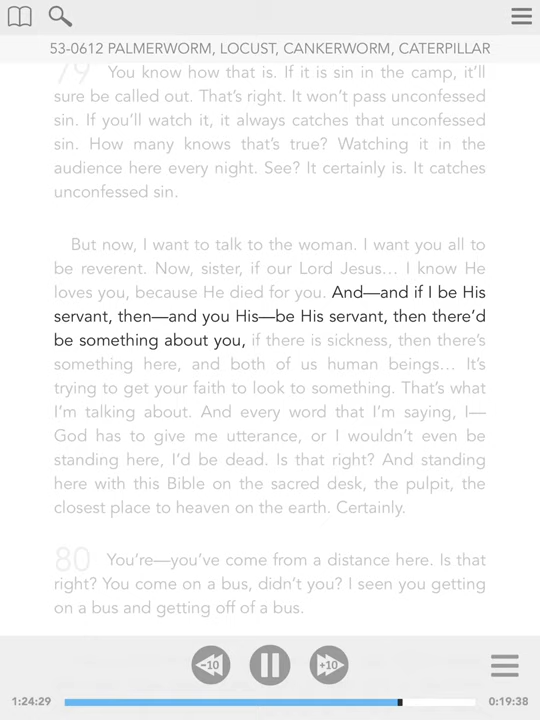 53-0612 PALMERWORM, LOCUST, CANKERWORM, CATERPILLAR
79 You know how that is. If it is sin in the camp, it’ll
sure be called out. That’s right. It won’t pass unconfessed
sin. If you’ll watch it, it always catches that unconfessed
sin. How many knows that’s true? Watching it in the
audience here every night. See? It certainly is. It catches
unconfessed sin.
But now, I want to talk to the woman. I want you all to
be reverent. Now, sister, if our Lord Jesus… I know He
loves you, because He died for you. And—and if I be His
servant, then—and you His—be His servant, then there’d
be something about you, if there is sickness, then there’s
something here, and both of us human beings… It’s
trying to get your faith to look to something. That’s what
I’m talking about. And every word that I’m saying, I—
God has to give me utterance, or I wouldn’t even be
standing here, I’d be dead. Is that right? And standing
here with this Bible on the sacred desk, the pulpit, the
closest place to heaven on the earth. Certainly.
80 You’re—you’ve come from a distance here. Is that
right? You come on a bus, didn’t you? I seen you getting
on a bus and getting off of a bus.
-10 +10
1:24:29 0:19:38